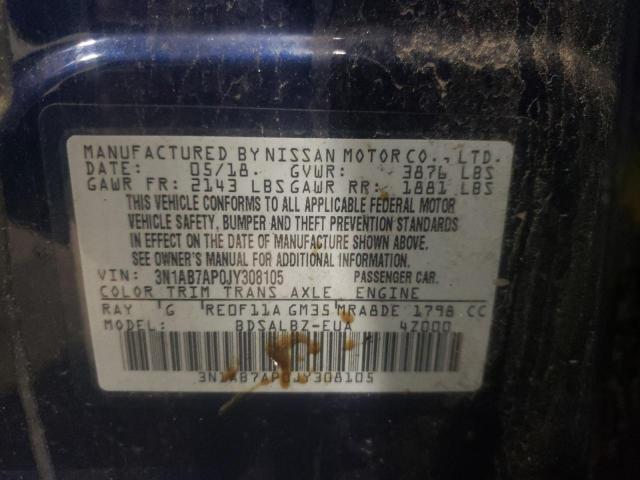 MANUFACTURED BY NISSAN MOTOR CO., LTD.
DATE: 05/18. GVWR: 3876 LBS
GAWR FR: 2143 LBS GAWR RR: 1881 LBS
THIS VEHICLE CONFORMS TO ALL APPLICABLE FEDERAL MOTOR
VEHICLE SAFETY, BUMPER AND THEFT PREVENTION STANDARDS
IN EFFECT ON THE DATE OF MANUFACTURE SHOWN ABOVE.
SEE OWNER'S MANUAL FOR ADDITIONAL INFORMATION.
VIN: 3N1AB7AP0JY308105 PASSENGER CAR.
COLOR TRIM TRANS AXLE ENGINE
RAY G RE0F11A GM35 MRA8DE 1798 CC
MODEL: BDSALBZ-EUA 4Z000
3N1AB7AP0JY308105